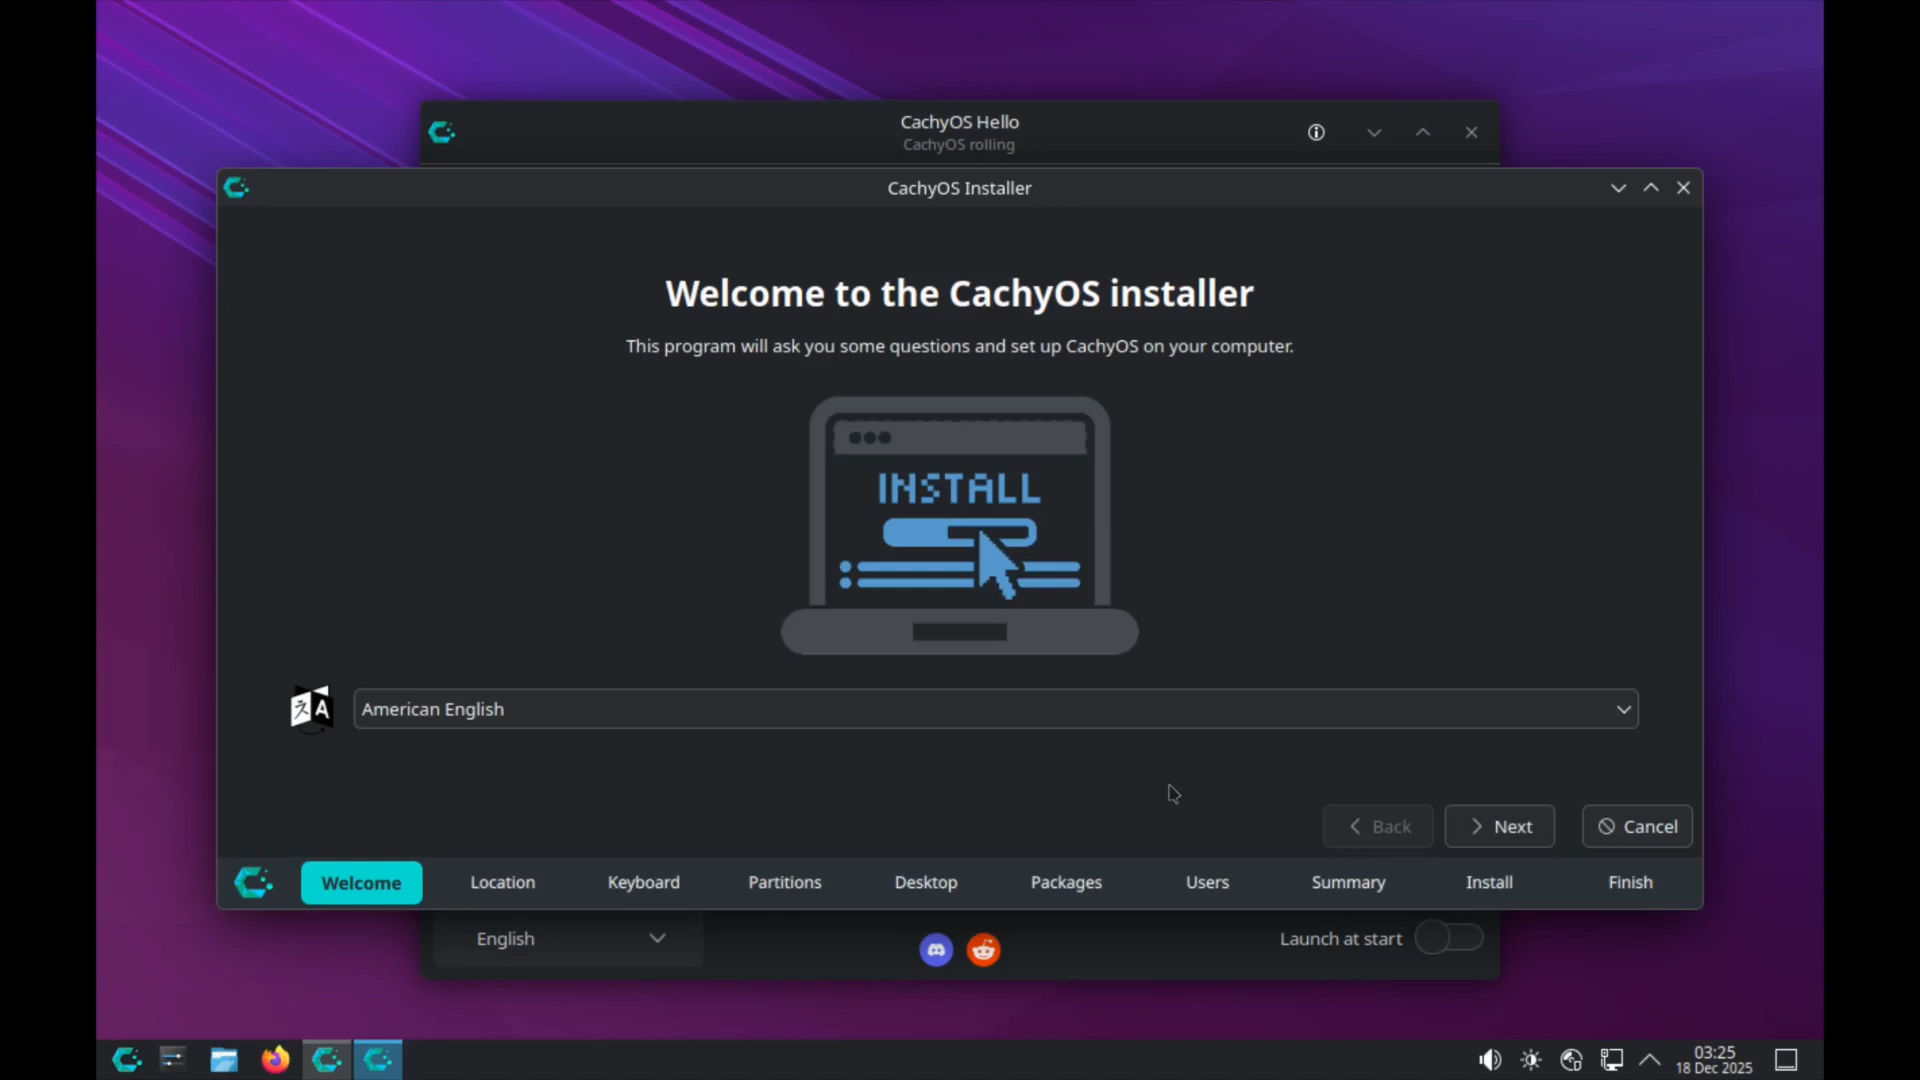 CachyOS Hello
CachyOS rolling
CachyOS Installer
Welcome to the CachyOS installer
This program will ask you some questions and set up CachyOS on your computer.
INSTALL
American English
Back
Next
Cancel
Welcome
Location
Keyboard
Partitions
Desktop
Packages
Users
Summary
Install
Finish
English
Launch at start
03:25
18 Dec 2025